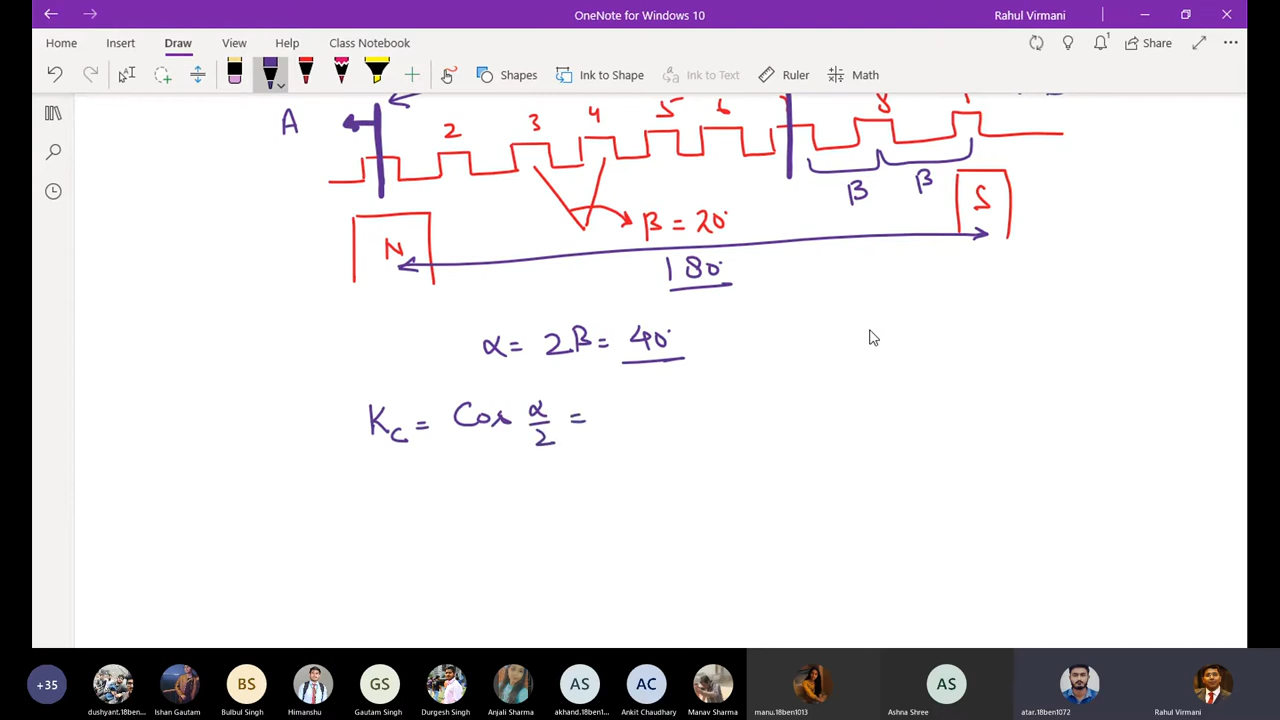 OneNote for Windows 10
Rahul Virmani
Home Insert Draw View Help Class Notebook
Share
Shapes Ink to Shape Ink to Text Ruler Math
A
2 3 4 5 6 8
β β
N
S
β = 20°
180°
α = 2β = 40°
Kc = Cos α/2 =
+35
BS
GS
AS
AC
AS
dushyant.18ben...
Ishan Gautam
Bulbul Singh
Himanshu
Gautam Singh
Durgesh Singh
Anjali Sharma
akhand.18ben1...
Ankit Chaudhary
Manav Sharma
manu.18ben1013
Ashna Shree
atar.18ben1072
Rahul Virmani